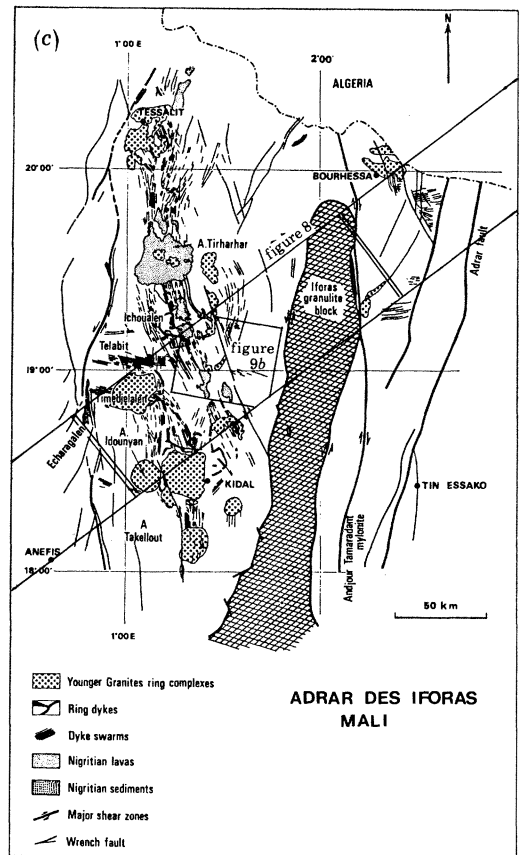 (c)
1°00 E
2°00'
N
ALGERIA
TESSALIT
20°00
BOURHESSA
A.Tirharhar
figure 8
Iforas
granulite
block
Adrar fault
Ichoualen
Telabit
figure
9b
19°00
Timedjelalen
Echaragalen
A
Idounyan
KIDAL
TIN ESSAKO
A
Takellout
ANEFIS
18°00
Andjour Tamaradant
mylonite
50 km
1°00 E
ADRAR DES IFORAS
MALI
Younger Granites ring complexes
Ring dykes
Dyke swarms
Nigritian lavas
Nigritian sediments
Major shear zones
Wrench fault